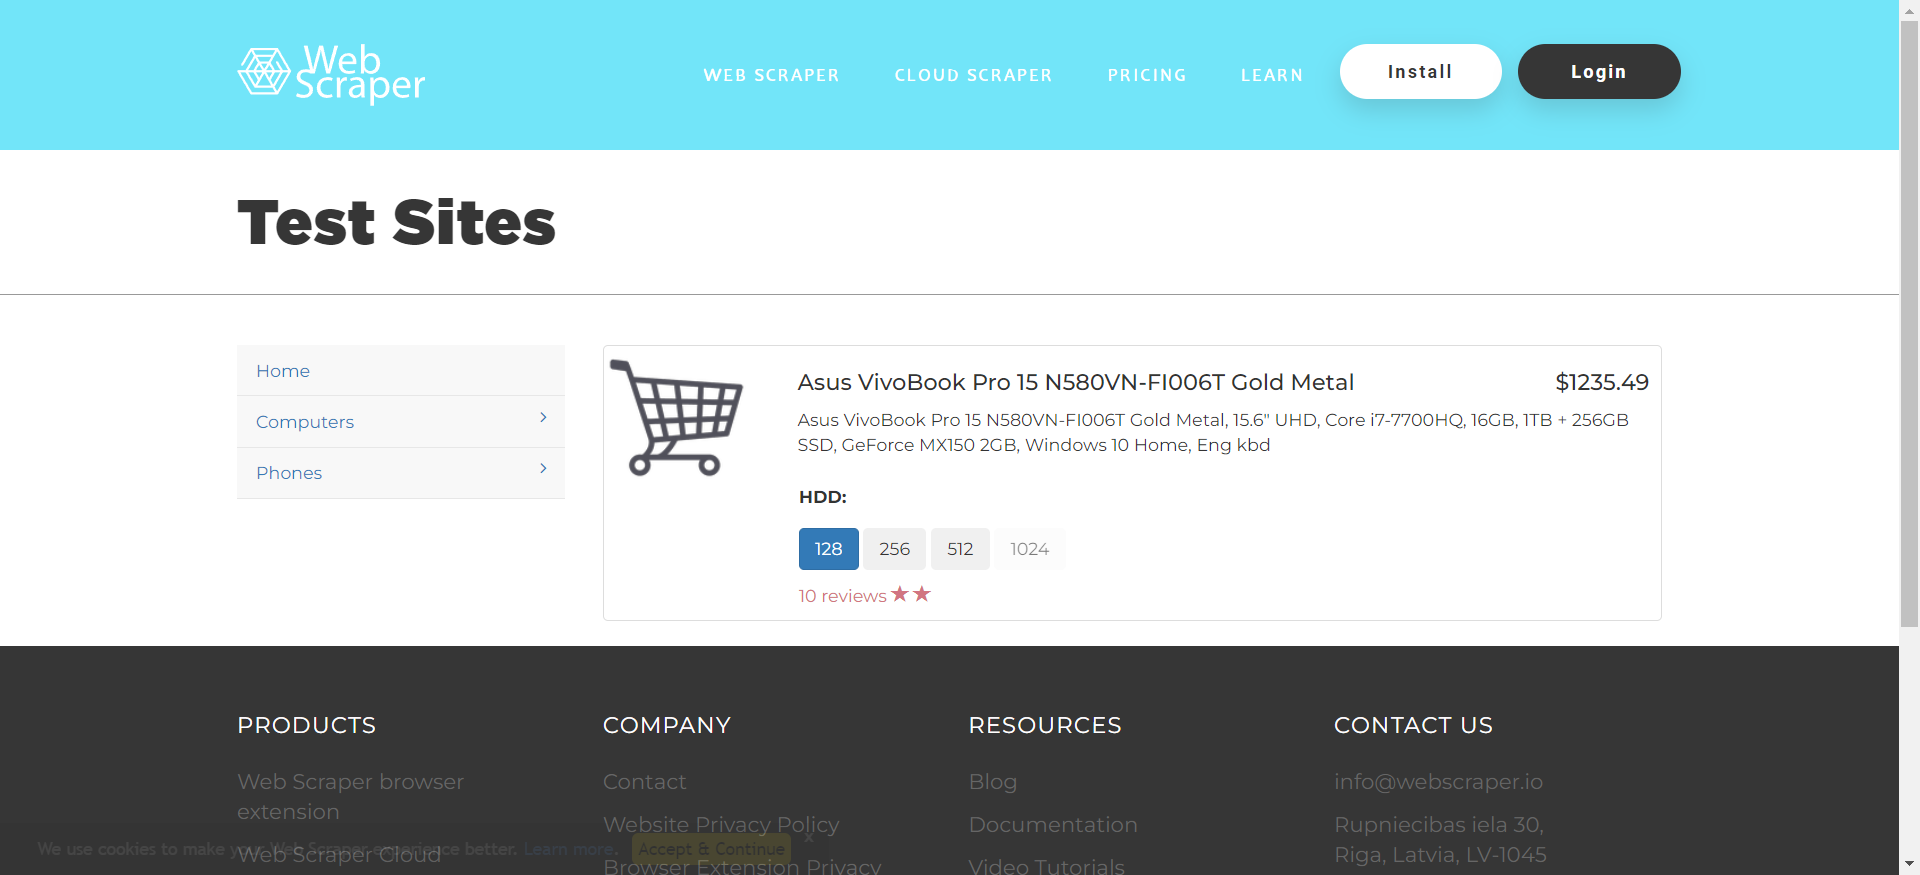 Web
Scraper
WEB SCRAPER
CLOUD SCRAPER
PRICING
LEARN
Install
Login
Test Sites
Home
Computers
Phones
Asus VivoBook Pro 15 N580VN-FI006T Gold Metal
$1235.49
Asus VivoBook Pro 15 N580VN-FI006T Gold Metal, 15.6" UHD, Core i7-7700HQ, 16GB, 1TB + 256GB
SSD, GeForce MX150 2GB, Windows 10 Home, Eng kbd
HDD:
128
256
512
1024
10 reviews
PRODUCTS
Web Scraper browser
extension
Web Scraper Cloud
COMPANY
Contact
Website Privacy Policy
Browser Extension Privacy
RESOURCES
Blog
Documentation
Video Tutorials
CONTACT US
info@webscraper.io
Rupniecibas iela 30,
Riga, Latvia, LV-1045
We use cookies to make your Web Scraper experience better. Learn more.
Accept & Continue
x